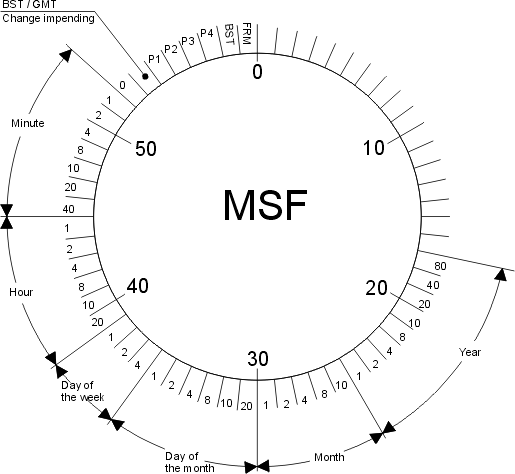 BST / GMT
Change impending
FRM
0
10
80
40
20
10
8
4
2
1
Year
20
10
8
4
2
1
Month
30
20
10
8
4
2
1
Day of
the month
4
2
1
Day of
the week
20
10
8
4
2
1
Hour
40
40
20
10
8
4
2
1
Minute
50
0
P1
P2
P3
P4
BST
MSF